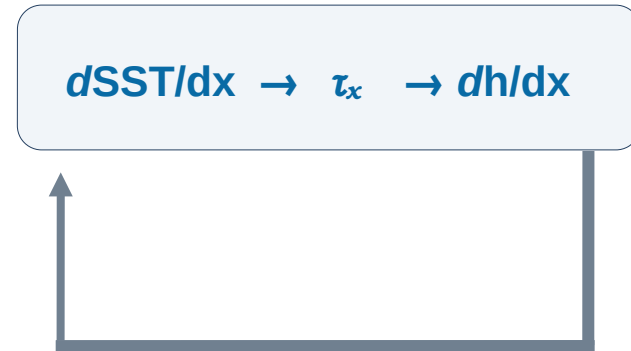 dSST/dx → τₓ → dh/dx